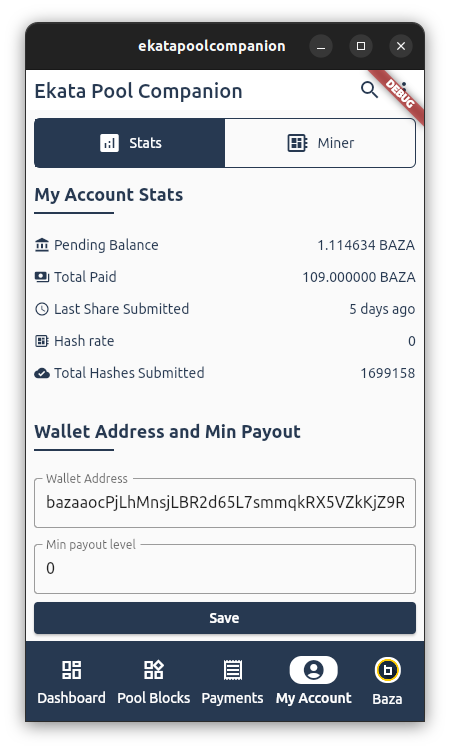 ekatapoolcompanion
Ekata Pool Companion
DEBUG
Stats Miner
My Account Stats
Pending Balance 1.114634 BAZA
Total Paid 109.000000 BAZA
Last Share Submitted 5 days ago
Hash rate 0
Total Hashes Submitted 1699158
Wallet Address and Min Payout
Wallet Address
bazaaocPjLhMnsjLBR2d65L7smmqkRX5VZkKjZ9R
Min payout level
0
Save
Dashboard Pool Blocks Payments My Account Baza